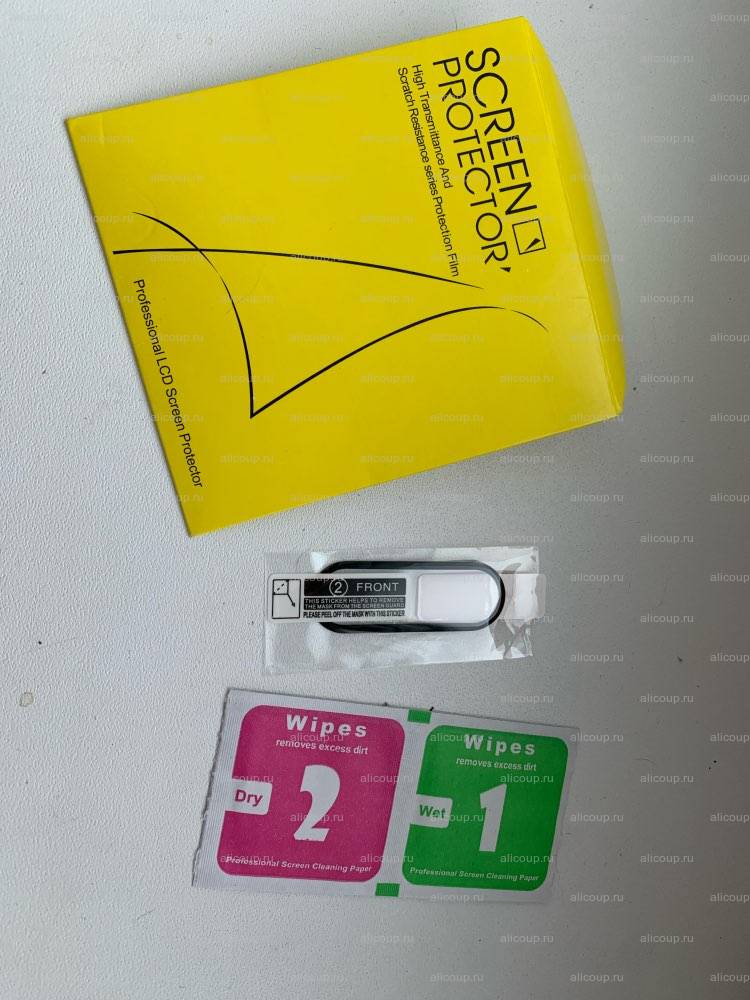 SCREEN
PROTECTOR
High Transmittance And
Scratch Resistance series Protection Film
Professional LCD Screen Protector
2 FRONT
THIS STICKER HELPS TO REMOVE
THE MASK FROM THE SCREEN GUARD
PLEASE PEEL OFF THE MASK WITH THIS STICKER
Wipes
removes excess dirt
Dry
2
Professional Screen Cleaning Paper
Wipes
removes excess dirt
Wet
1
Professional Screen Cleaning Paper
alicoup.ru